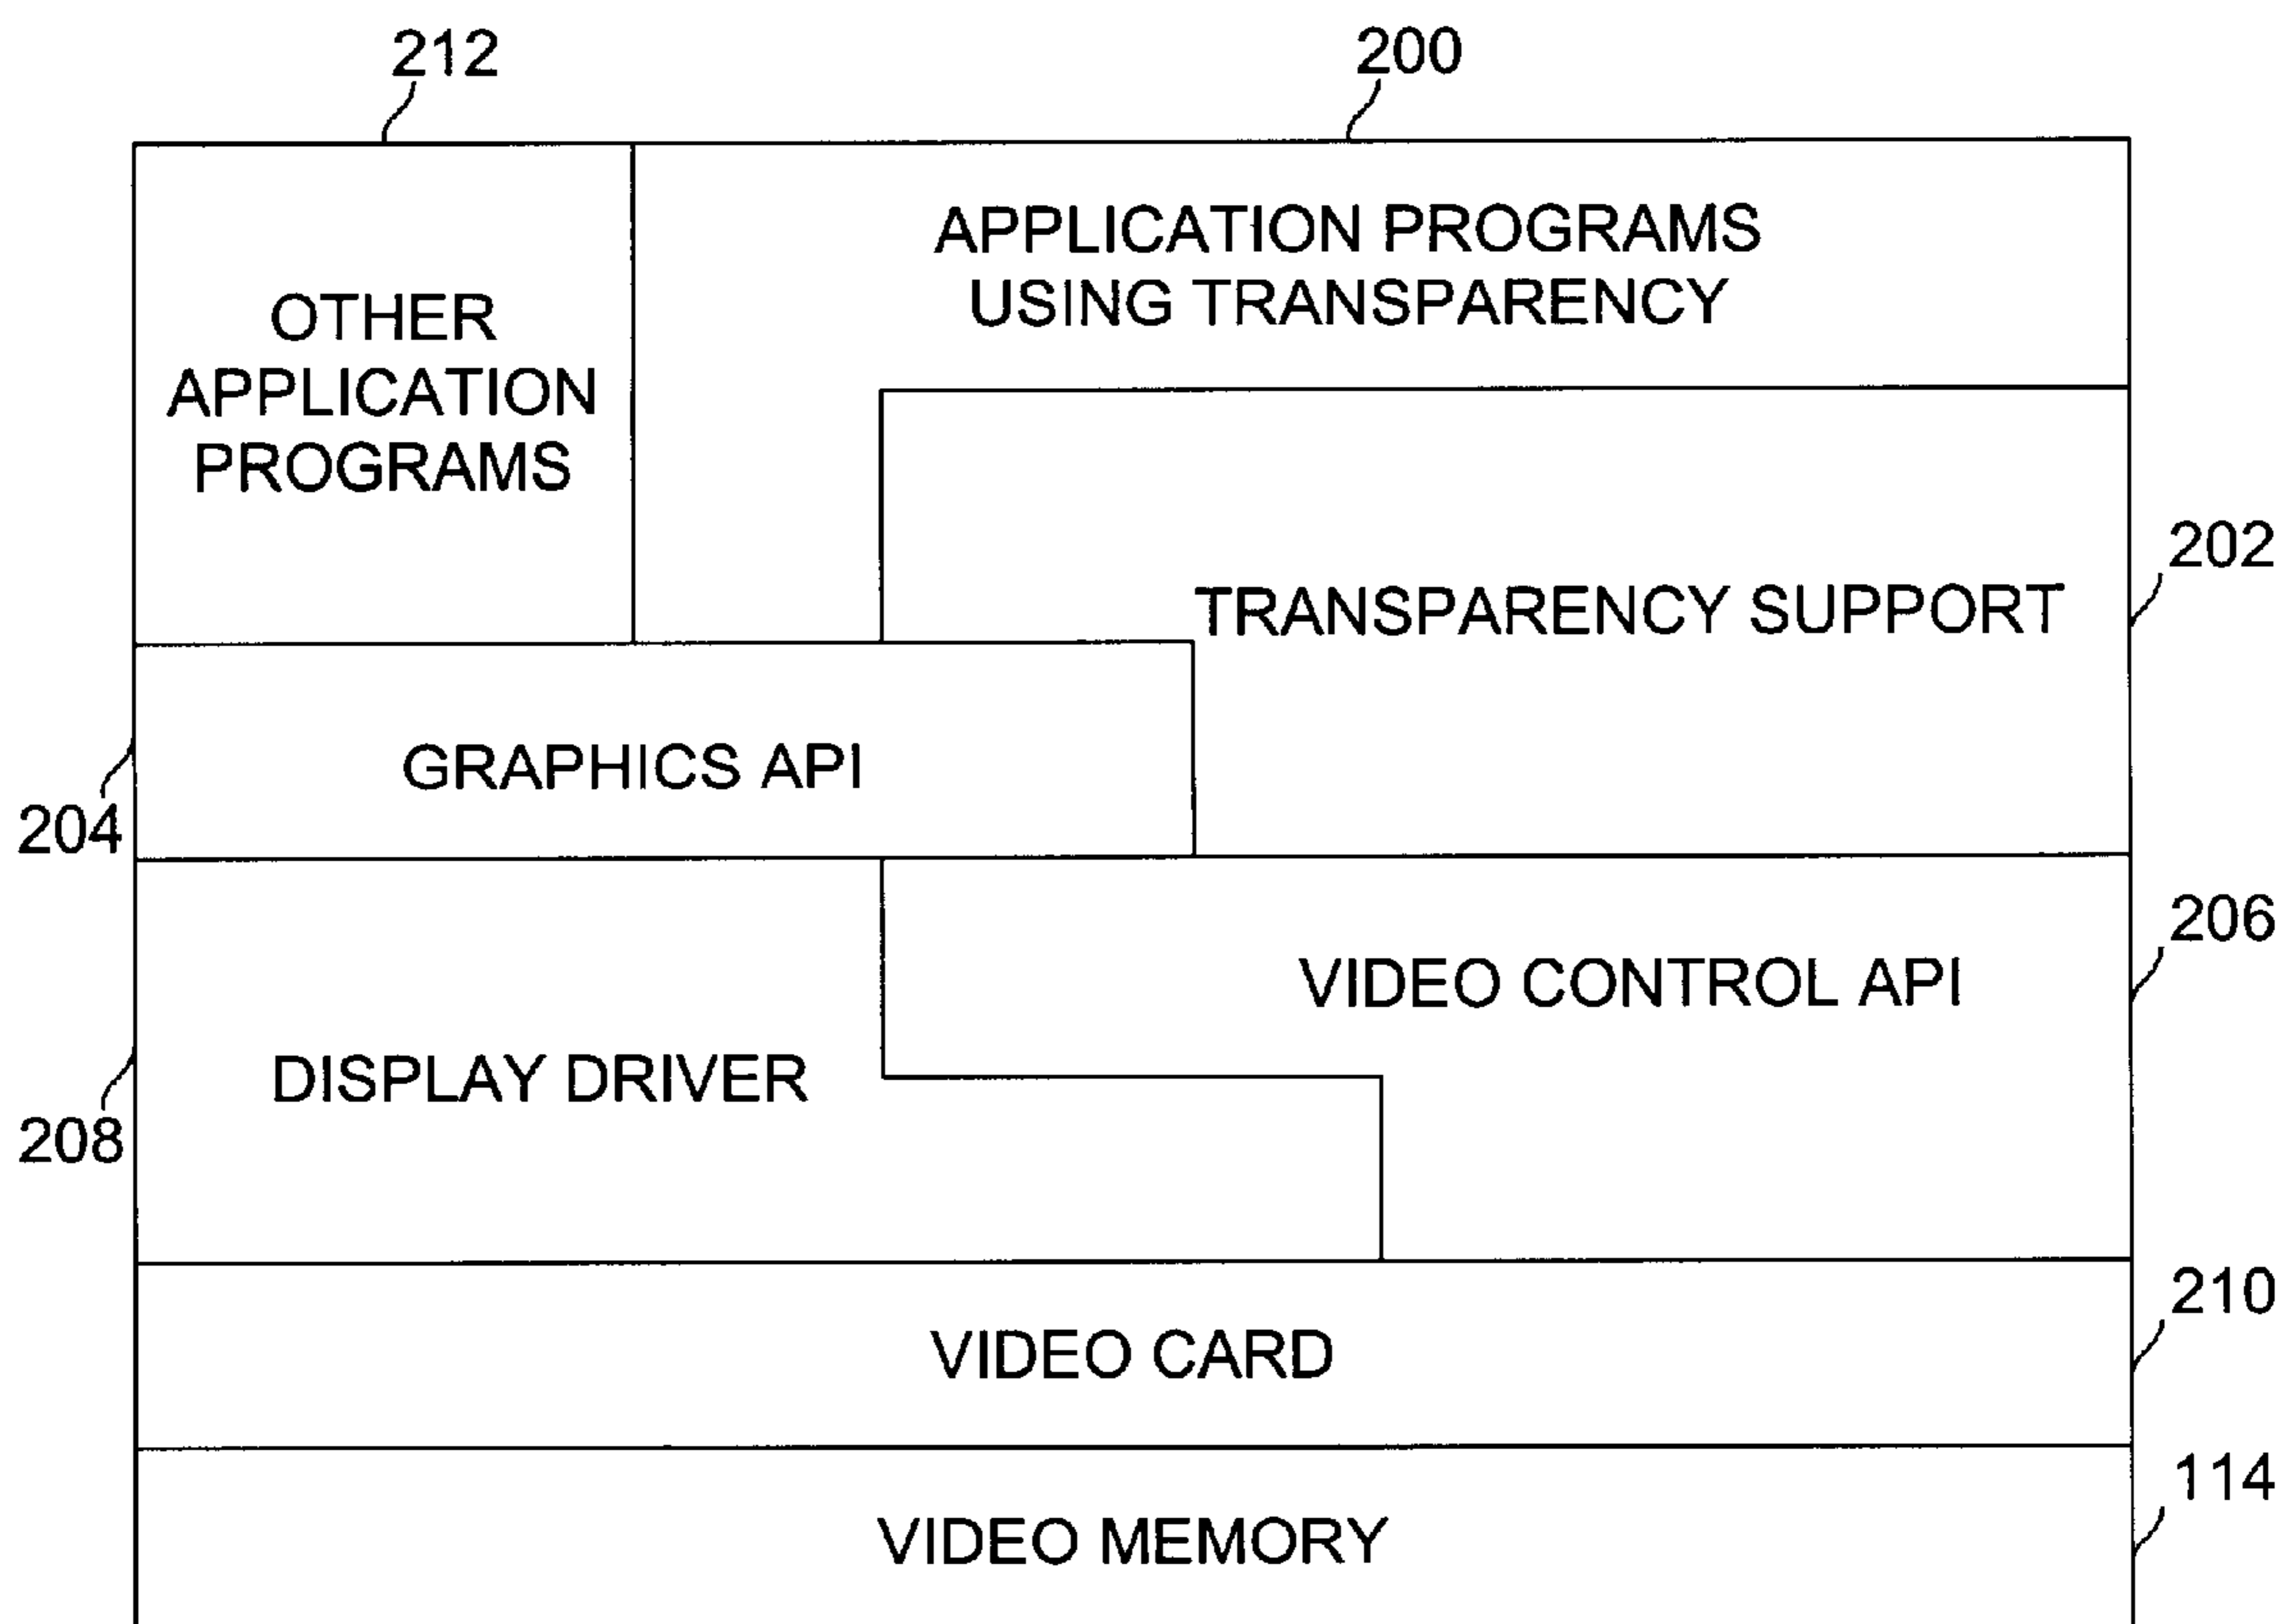 212
200
OTHER
APPLICATION
PROGRAMS
APPLICATION PROGRAMS
USING TRANSPARENCY
202
TRANSPARENCY SUPPORT
204
GRAPHICS API
206
VIDEO CONTROL API
208
DISPLAY DRIVER
210
VIDEO CARD
114
VIDEO MEMORY